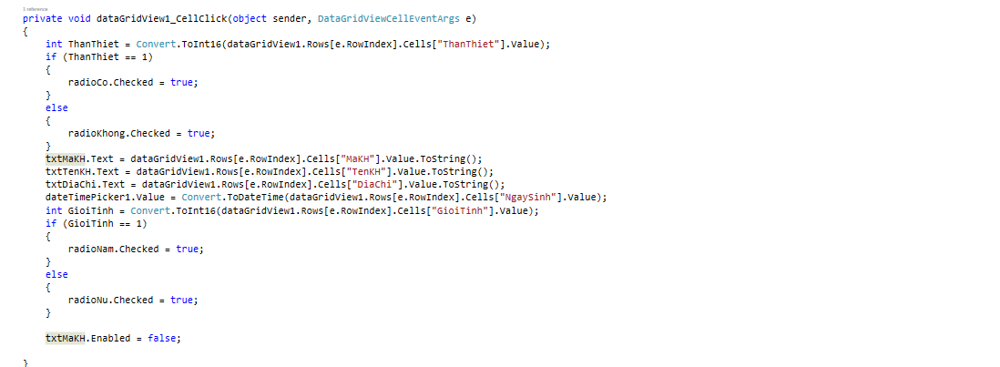 1 reference
private void dataGridView1_CellClick(object sender, DataGridViewCellEventArgs e)
{
    int ThanThiet = Convert.ToInt16(dataGridView1.Rows[e.RowIndex].Cells["ThanThiet"].Value);
    if (ThanThiet == 1)
    {
        radioCo.Checked = true;
    }
    else
    {
        radioKhong.Checked = true;
    }
    txtMaKH.Text = dataGridView1.Rows[e.RowIndex].Cells["MaKH"].Value.ToString();
    txtTenKH.Text = dataGridView1.Rows[e.RowIndex].Cells["TenKH"].Value.ToString();
    txtDiaChi.Text = dataGridView1.Rows[e.RowIndex].Cells["DiaChi"].Value.ToString();
    dateTimePicker1.Value = Convert.ToDateTime(dataGridView1.Rows[e.RowIndex].Cells["NgaySinh"].Value);
    int GioiTinh = Convert.ToInt16(dataGridView1.Rows[e.RowIndex].Cells["GioiTinh"].Value);
    if (GioiTinh == 1)
    {
        radioNam.Checked = true;
    }
    else
    {
        radioNu.Checked = true;
    }
    txtMaKH.Enabled = false;
}